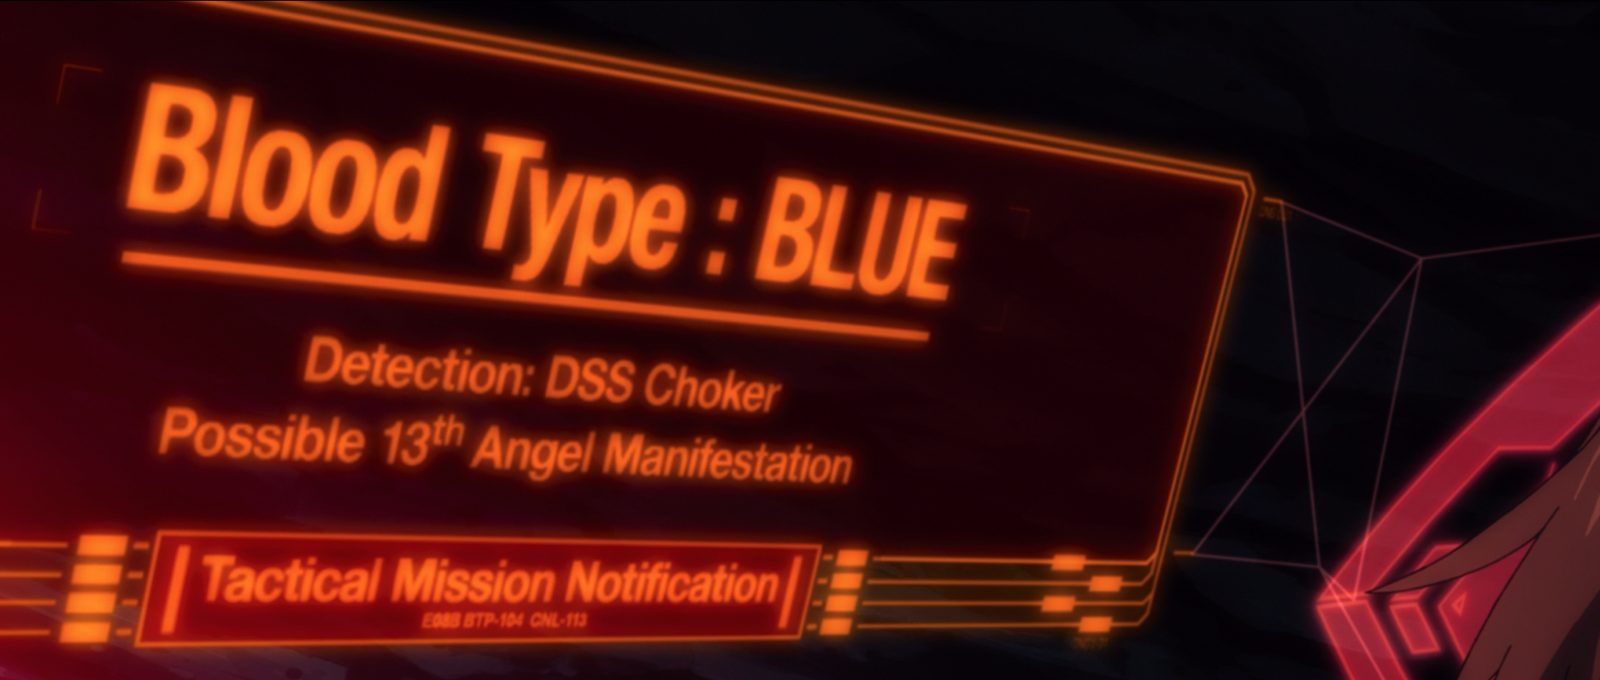 Blood Type : BLUE
Detection: DSS Choker
Possible 13th Angel Manifestation
Tactical Mission Notification
E08B BTP-104 CNL-113